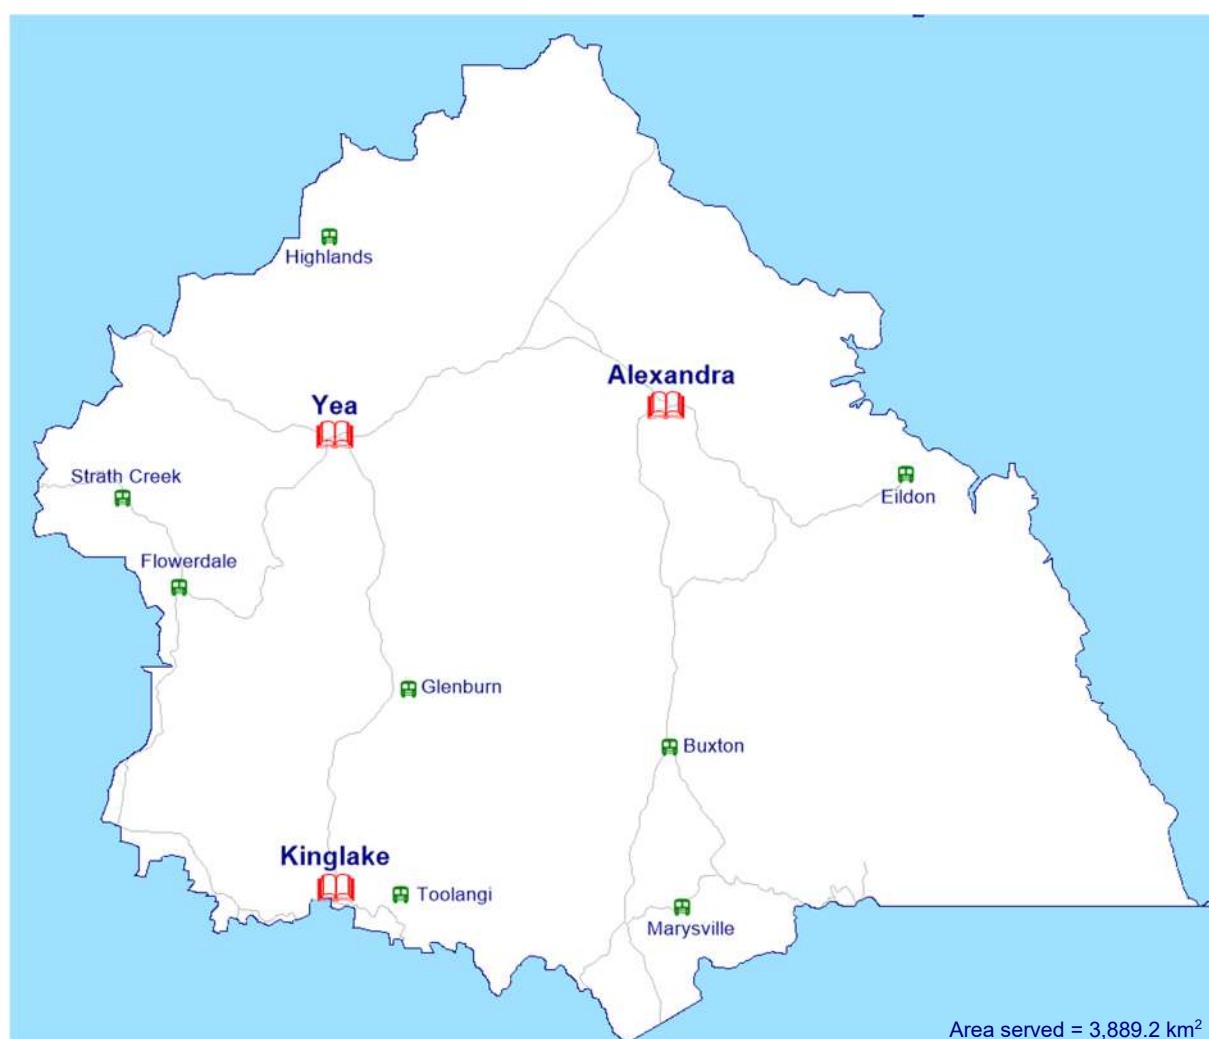 Highlands
Alexandra
Yea
Strath Creek
Eildon
Flowerdale
Glenburn
Buxton
Kinglake
Toolangi
Marysville
Area served = 3,889.2 km²